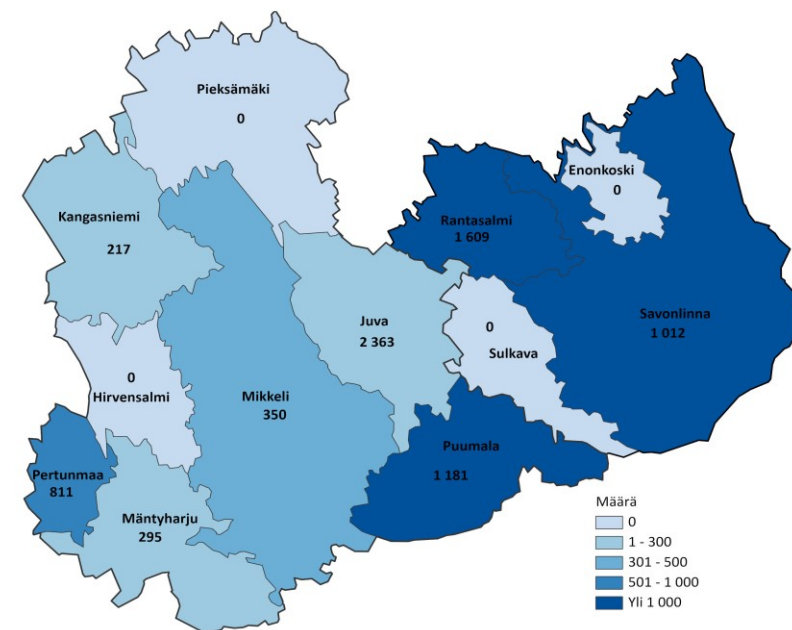 Pieksämäki
0
Enonkoski
0
Kangasniemi
217
Rantasalmi
1 609
Savonlinna
1 012
Juva
2 363
0
Sulkava
0
Hirvensalmi
Mikkeli
350
Puumala
1 181
Pertunmaa
811
Mäntyharju
295
Määrä
0
1 - 300
301 - 500
501 - 1 000
Yli 1 000